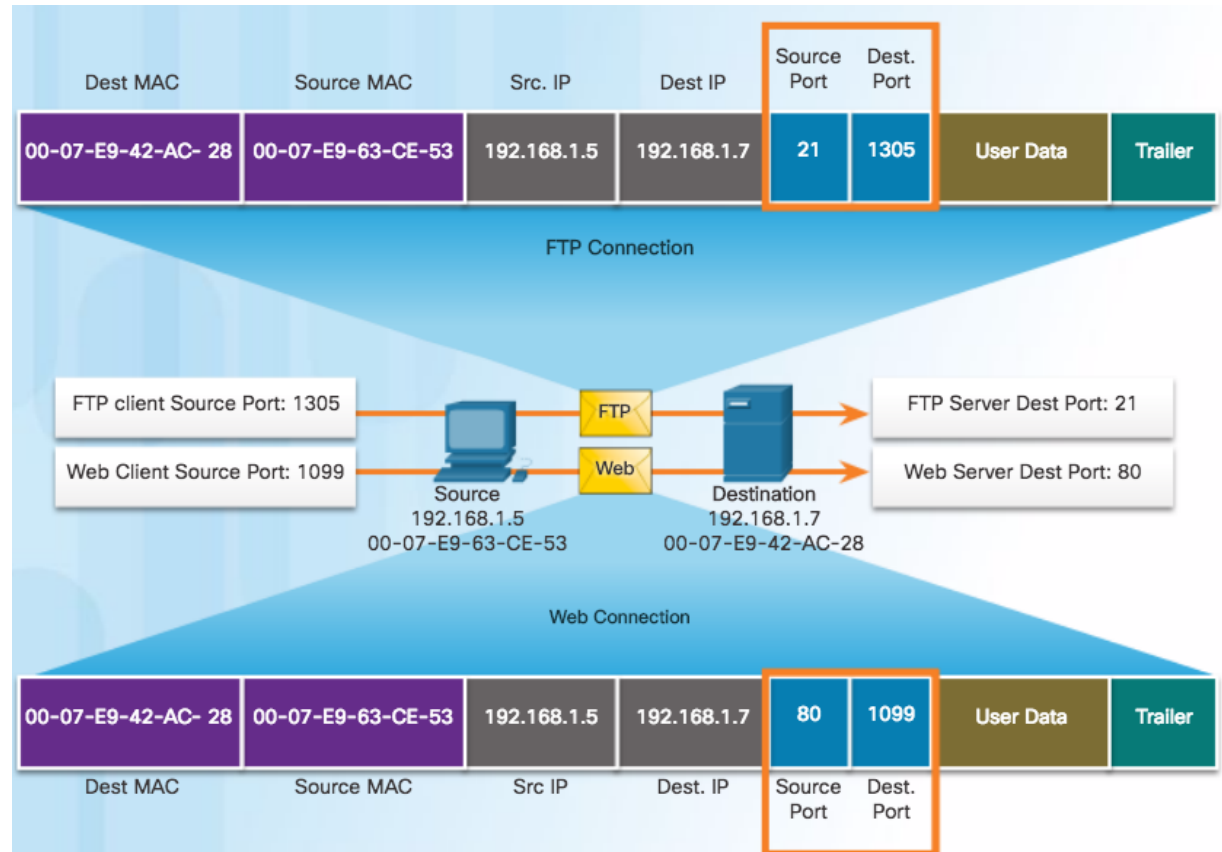 Dest MAC
Source MAC
Src. IP
Dest IP
Source
Port
Dest.
Port
00-07-E9-42-AC- 28
00-07-E9-63-CE-53
192.168.1.5
192.168.1.7
21
1305
User Data
Trailer
FTP Connection
FTP client Source Port: 1305
FTP
FTP Server Dest Port: 21
Web Client Source Port: 1099
Web
Web Server Dest Port: 80
Source
192.168.1.5
00-07-E9-63-CE-53
Destination
192.168.1.7
00-07-E9-42-AC-28
Web Connection
00-07-E9-42-AC- 28
00-07-E9-63-CE-53
192.168.1.5
192.168.1.7
80
1099
User Data
Trailer
Dest MAC
Source MAC
Src IP
Dest. IP
Source
Port
Dest.
Port